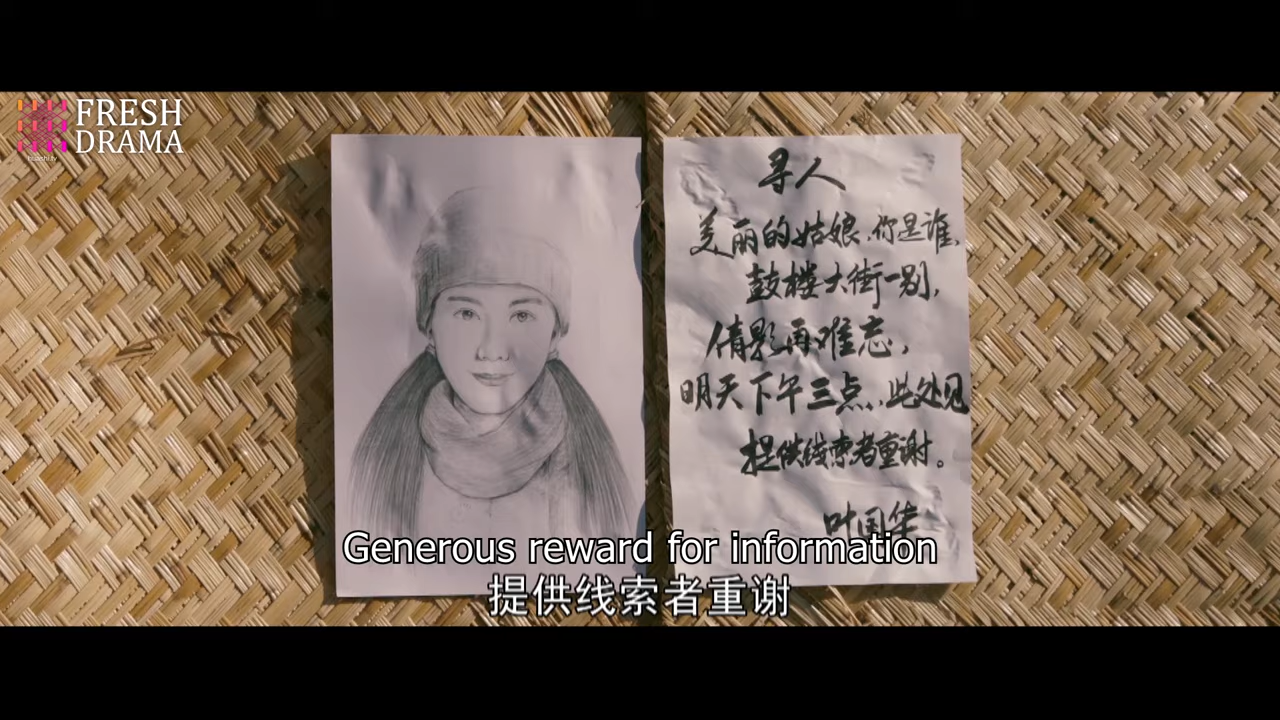 FRESH
DRAMA
huashi.tv
寻人
美丽的姑娘,你是谁,
鼓楼大街一别,
倩影再难忘,
明天下午三点,此处见
提供线索者重谢。
叶国华
Generous reward for information
提供线索者重谢